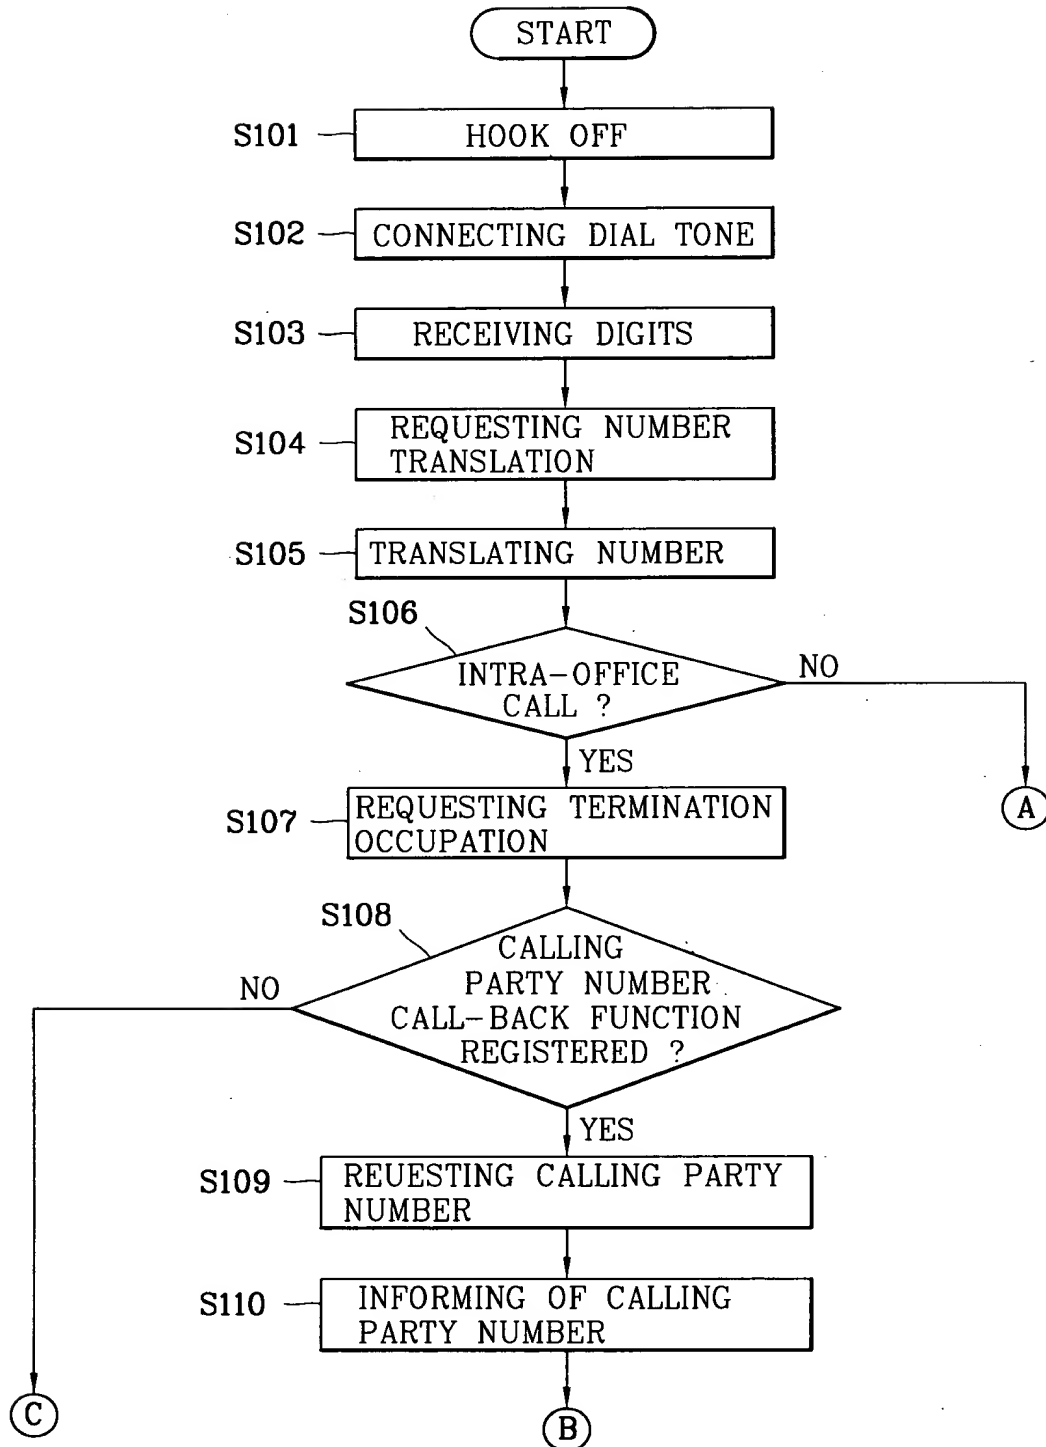 START
S101
HOOK OFF
S102
CONNECTING DIAL TONE
S103
RECEIVING DIGITS
S104
REQUESTING NUMBER
TRANSLATION
S105
TRANSLATING NUMBER
S106
INTRA-OFFICE
CALL ?
NO
YES
A
S107
REQUESTING TERMINATION
OCCUPATION
S108
CALLING
PARTY NUMBER
CALL-BACK FUNCTION
REGISTERED ?
NO
YES
S109
REUESTING CALLING PARTY
NUMBER
S110
INFORMING OF CALLING
PARTY NUMBER
C
B